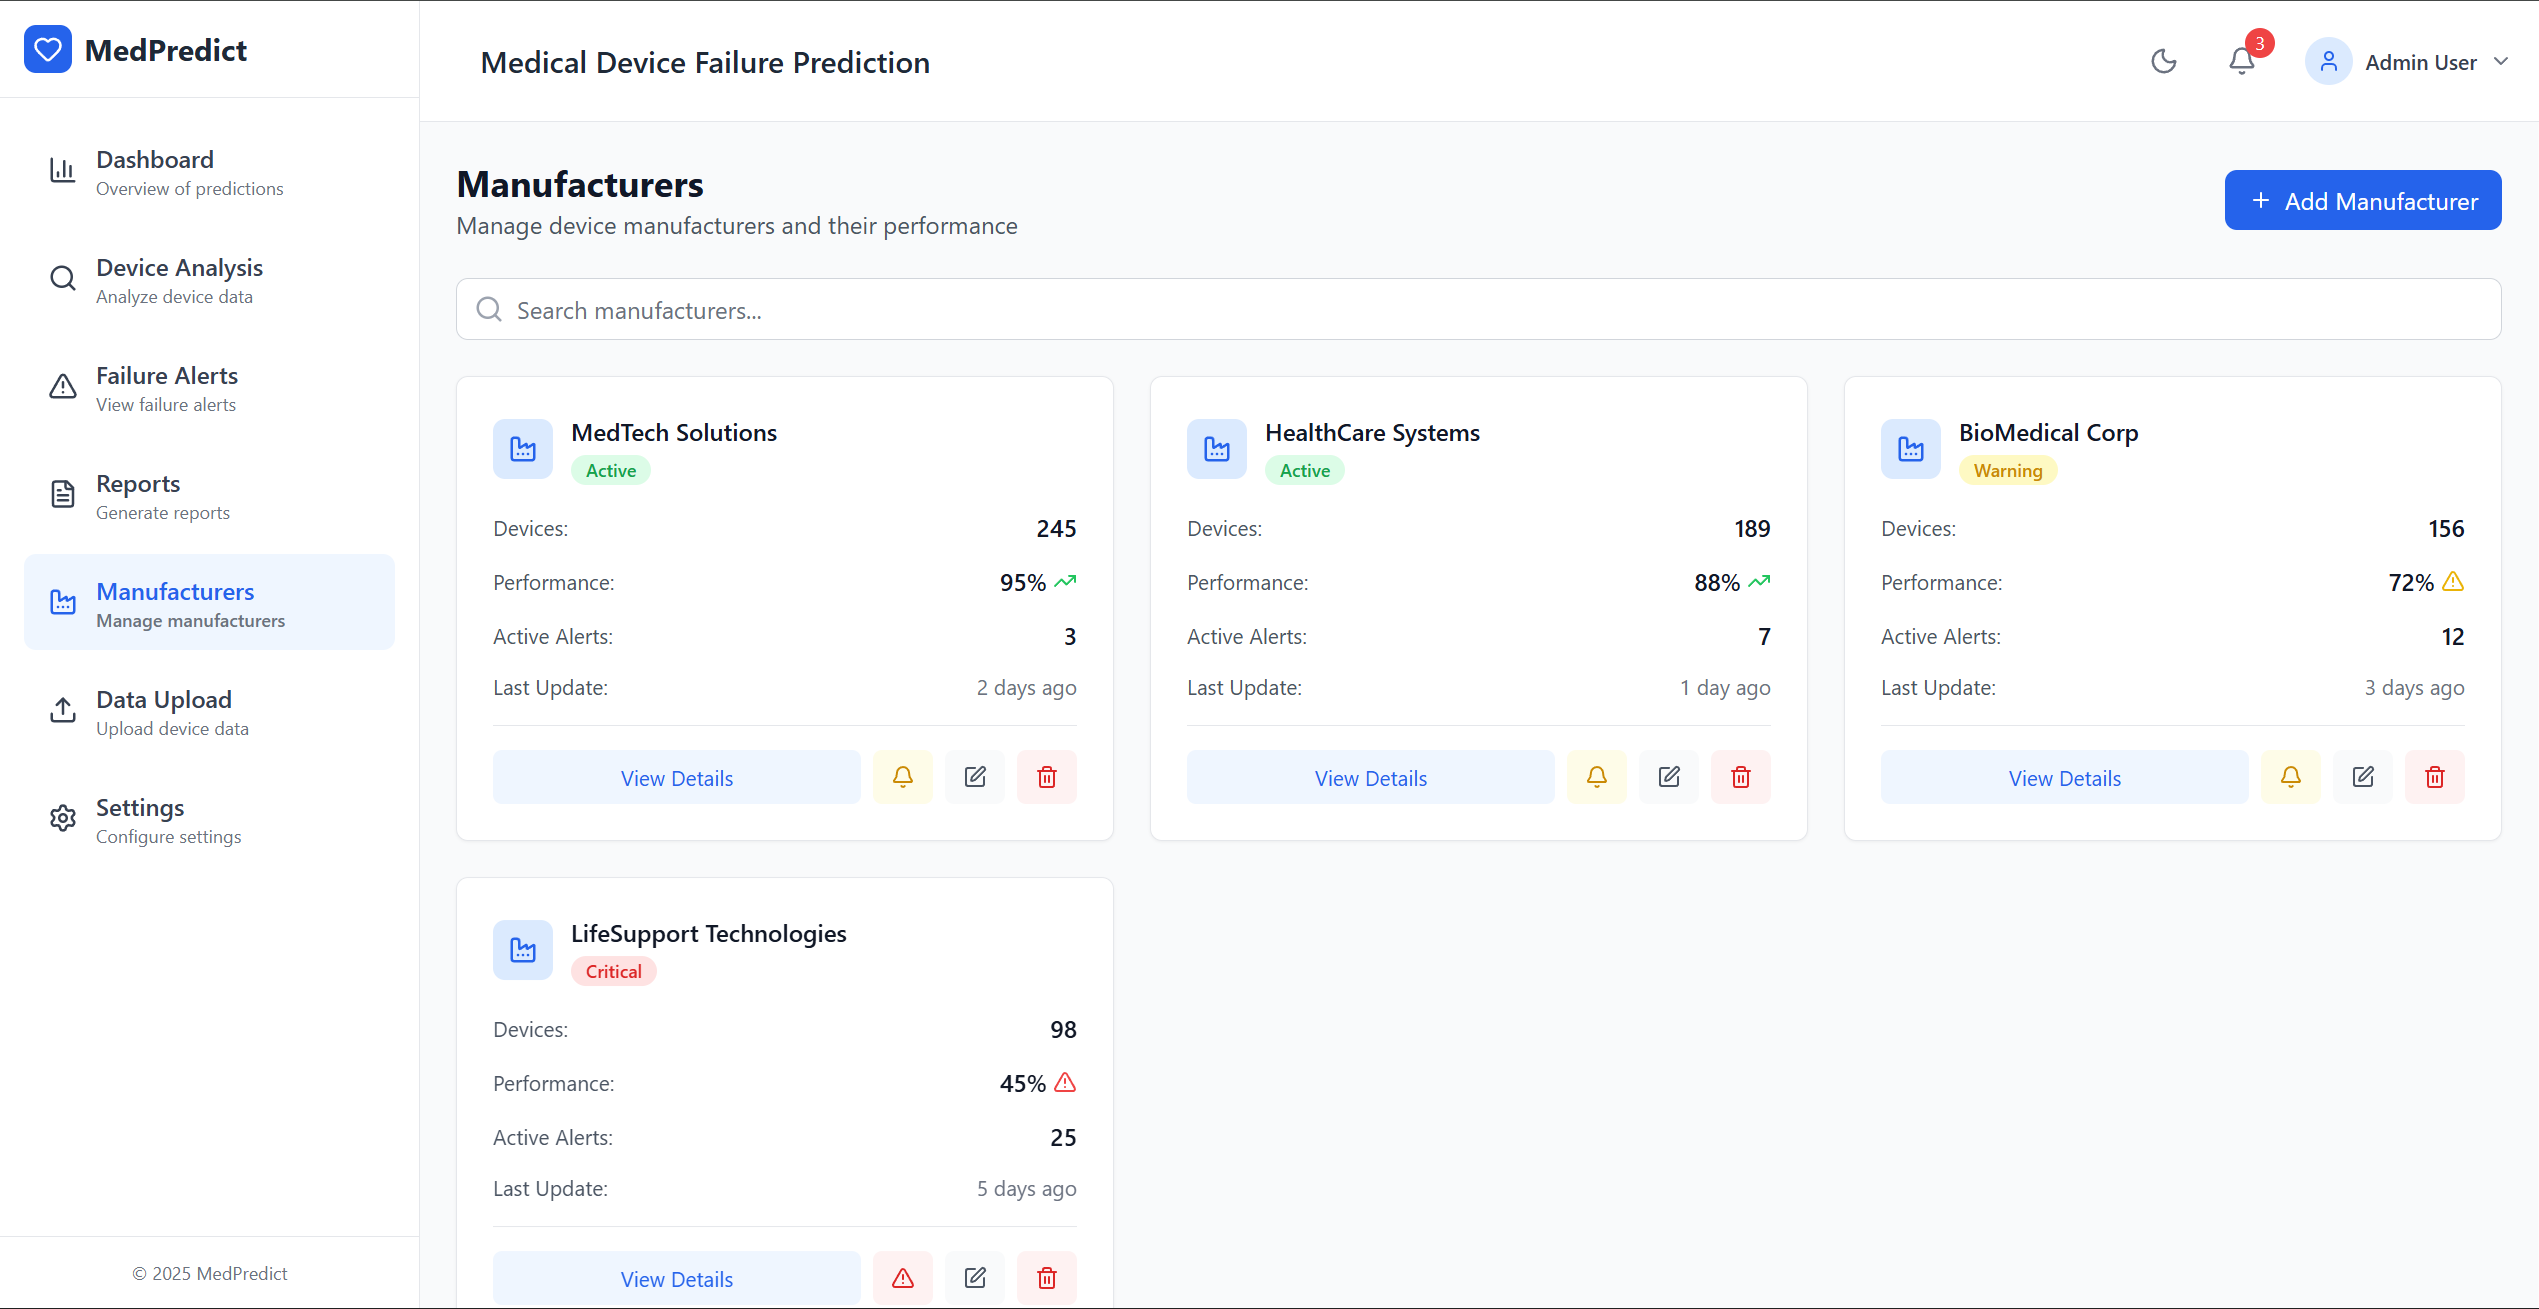 MedPredict
Dashboard
Overview of predictions
Device Analysis
Analyze device data
Failure Alerts
View failure alerts
Reports
Generate reports
Manufacturers
Manage manufacturers
Data Upload
Upload device data
Settings
Configure settings
© 2025 MedPredict
Medical Device Failure Prediction
3
Admin User
Manufacturers
Manage device manufacturers and their performance
Add Manufacturer
Search manufacturers...
MedTech Solutions
Active
Devices: 245
Performance: 95%
Active Alerts: 3
Last Update: 2 days ago
View Details
HealthCare Systems
Active
Devices: 189
Performance: 88%
Active Alerts: 7
Last Update: 1 day ago
View Details
BioMedical Corp
Warning
Devices: 156
Performance: 72%
Active Alerts: 12
Last Update: 3 days ago
View Details
LifeSupport Technologies
Critical
Devices: 98
Performance: 45%
Active Alerts: 25
Last Update: 5 days ago
View Details